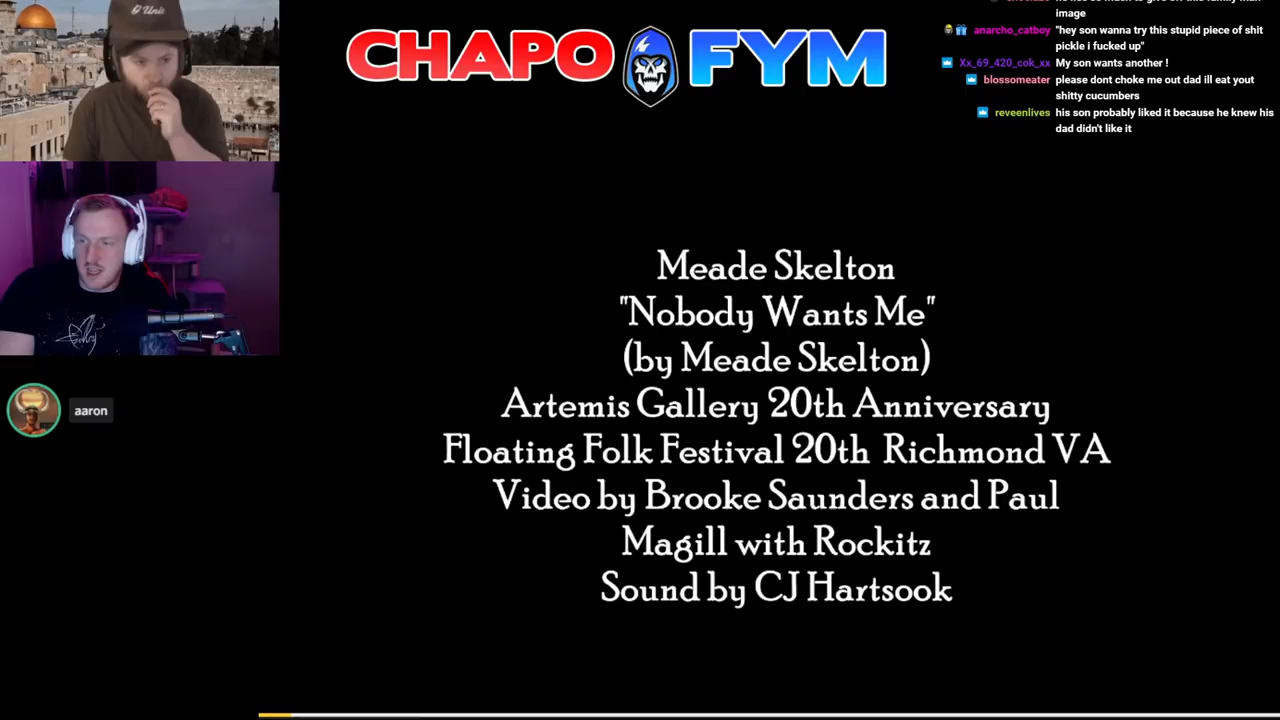 G Unit
CHAPO FYM
image
anarcho_catboy "hey son wanna try this stupid piece of shit
pickle i fucked up"
Xx_69_420_cok_xx My son wants another !
blossomeater please dont choke me out dad ill eat yout
shitty cucumbers
reveenlives his son probably liked it because he knew his
dad didn't like it
Meade Skelton
"Nobody Wants Me"
(by Meade Skelton)
Artemis Gallery 20th Anniversary
Floating Folk Festival 20th Richmond VA
Video by Brooke Saunders and Paul
Magill with Rockitz
Sound by CJ Hartsook
aaron